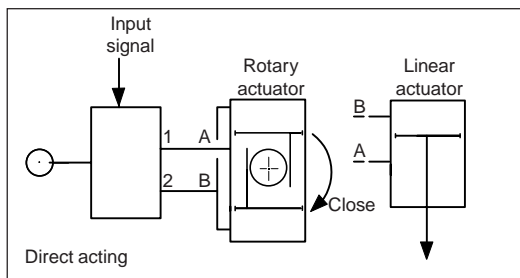 Input
signal
Rotary
actuator
Linear
actuator
1
A
2
B
B
A
Close
Direct acting